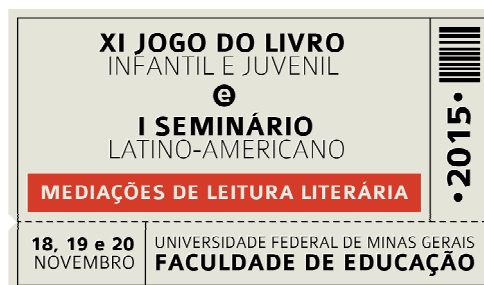 XI JOGO DO LIVRO
INFANTIL E JUVENIL
e
I SEMINÁRIO
LATINO-AMERICANO
MEDIAÇÕES DE LEITURA LITERÁRIA
•2015•
18, 19 e 20
NOVEMBRO
UNIVERSIDADE FEDERAL DE MINAS GERAIS
FACULDADE DE EDUCAÇÃO